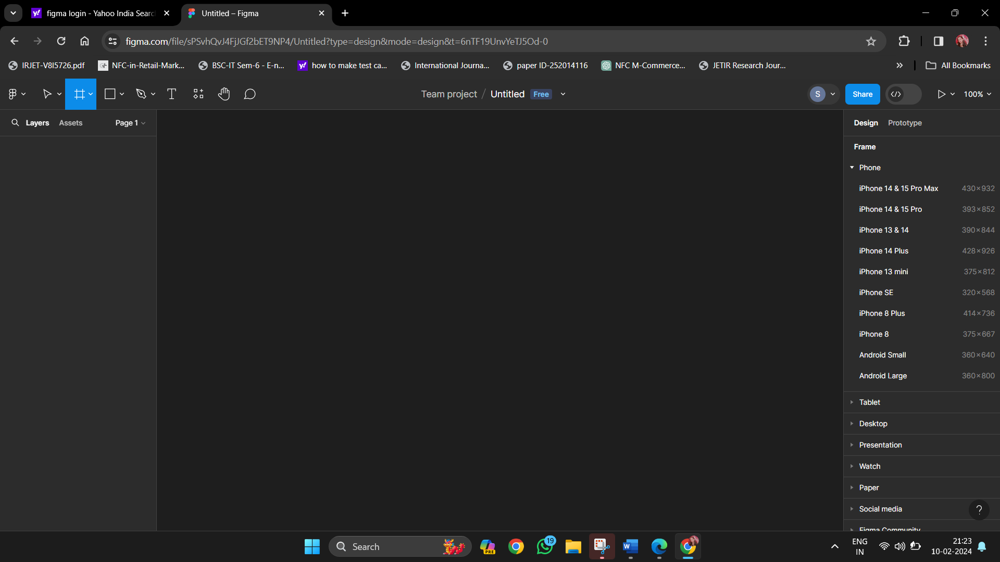 figma login - Yahoo India Searc
Untitled – Figma
figma.com/file/sPSvhQvJ4FjJGf2bET9NP4/Untitled?type=design&mode=design&t=6nTF19UnvYeTJ5Od-0
IRJET-V8I5726.pdf
NFC-in-Retail-Mark...
BSC-IT Sem-6 - E-n...
how to make test ca...
International Journa...
paper ID-252014116
NFC M-Commerce...
JETIR Research Jour...
All Bookmarks
Team project / Untitled Free
S
Share
100%
Layers Assets Page 1
Design Prototype
Frame
Phone
iPhone 14 & 15 Pro Max 430×932
iPhone 14 & 15 Pro 393×852
iPhone 13 & 14 390×844
iPhone 14 Plus 428×926
iPhone 13 mini 375×812
iPhone SE 320×568
iPhone 8 Plus 414×736
iPhone 8 375×667
Android Small 360×640
Android Large 360×800
Tablet
Desktop
Presentation
Watch
Paper
Social media
?
Figma Community
Search
PRE
19
W
ENG
IN
21:23
10-02-2024